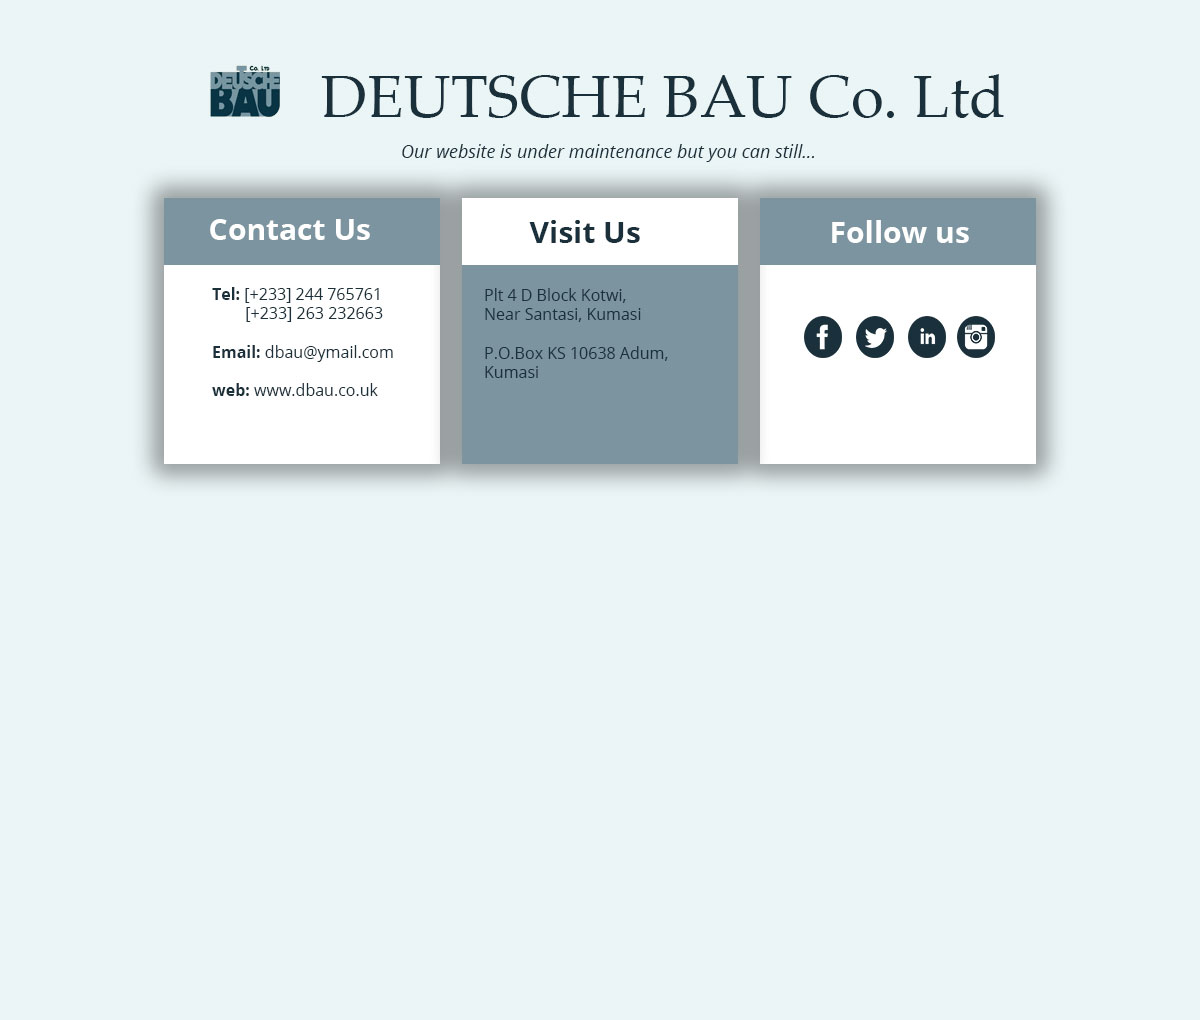 Co. Ltd
DEUTSCHE
BAU
DEUTSCHE BAU Co. Ltd
Our website is under maintenance but you can still...
Contact Us
Tel: [+233] 244 765761
[+233] 263 232663
Email: dbau@ymail.com
web: www.dbau.co.uk
Visit Us
Plt 4 D Block Kotwi,
Near Santasi, Kumasi
P.O.Box KS 10638 Adum,
Kumasi
Follow us
f
in